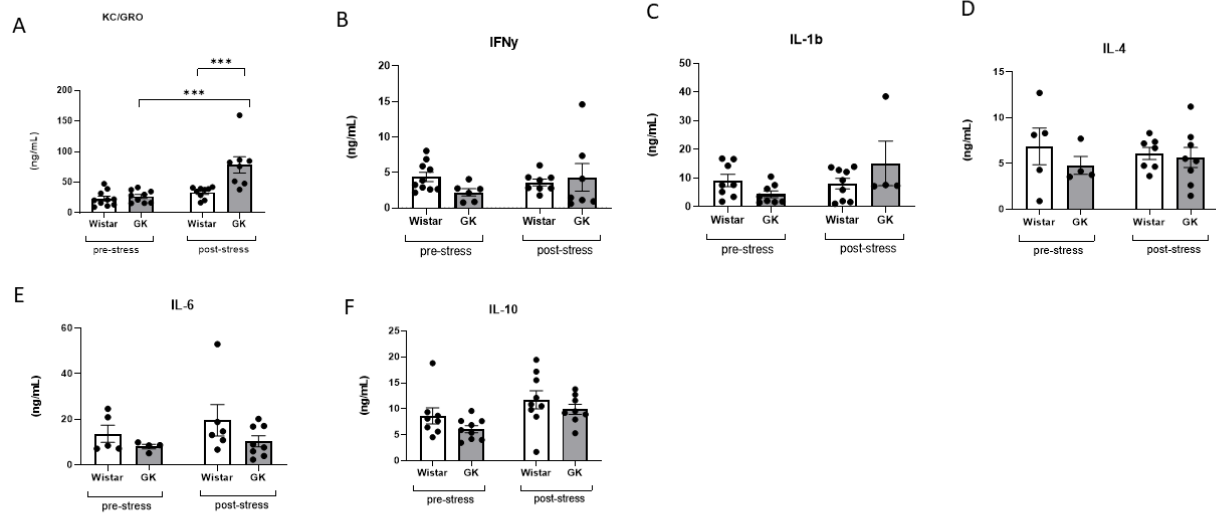 A
KC/GRO
(ng/mL)
200
150
100
50
0
***
***
Wistar GK Wistar GK
pre-stress post-stress
B
IFNy
(ng/mL)
20
15
10
5
0
Wistar GK Wistar GK
pre-stress post-stress
C
IL-1b
(ng/mL)
50
40
30
20
10
0
Wistar GK Wistar GK
pre-stress post-stress
D
IL-4
(ng/mL)
15
10
5
0
Wistar GK Wistar GK
pre-stress post-stress
E
IL-6
(ng/mL)
60
40
20
0
Wistar GK Wistar GK
pre-stress post-stress
F
IL-10
(ng/mL)
25
20
15
10
5
0
Wistar GK Wistar GK
pre-stress post-stress